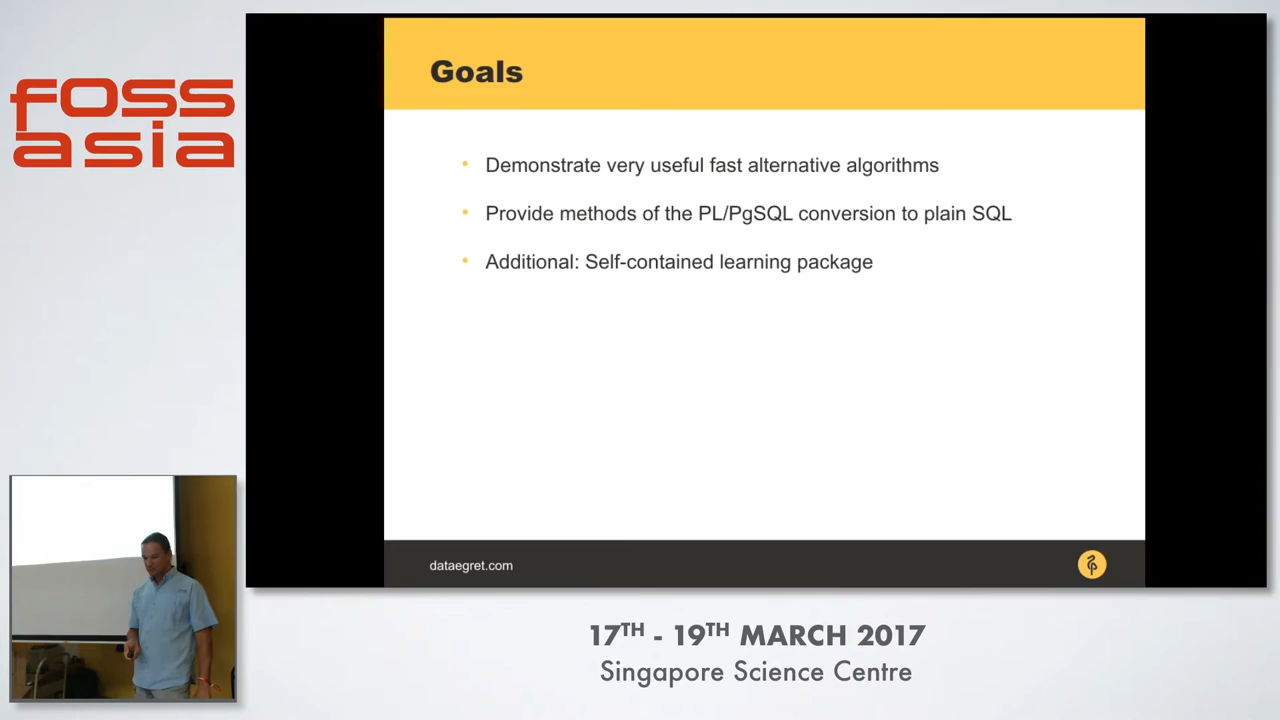 foss
asia
Goals
• Demonstrate very useful fast alternative algorithms
• Provide methods of the PL/PgSQL conversion to plain SQL
• Additional: Self-contained learning package
dataegret.com
17TH - 19TH MARCH 2017
Singapore Science Centre